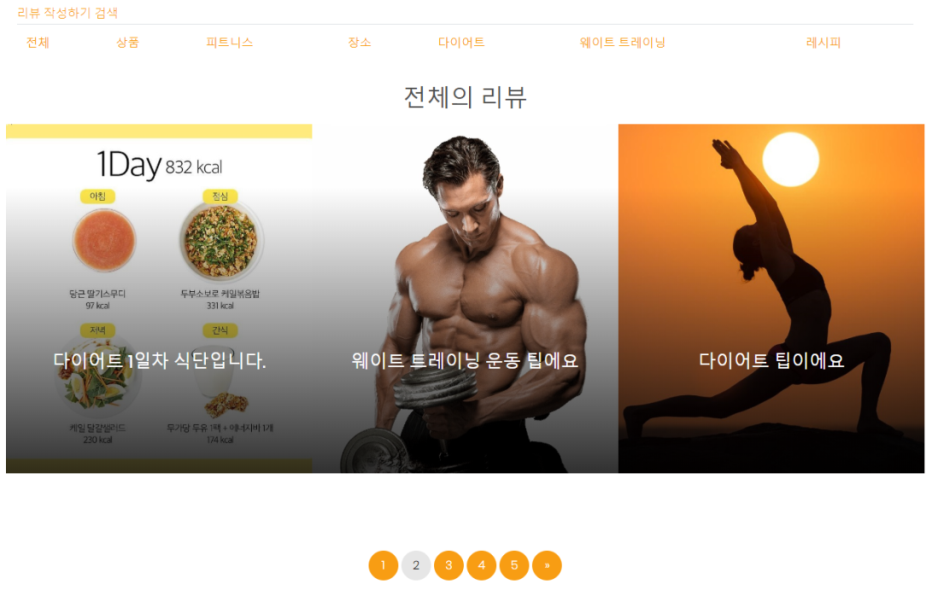 리뷰 작성하기 검색
전체 상품 피트니스 장소 다이어트 웨이트 트레이닝 레시피
전체의 리뷰
1Day 832 kcal
아침 점심
당근 딸기스무디 두부소보로 케일볶음밥
97 kcal 331 kcal
저녁 간식
다이어트 1일차 식단입니다.
웨이트 트레이닝 운동 팁에요
다이어트 팁이에요
케일 달걀샐러드 무가당 두유 1팩 + 에너지바 1개
230 kcal 174 kcal
1 2 3 4 5 »